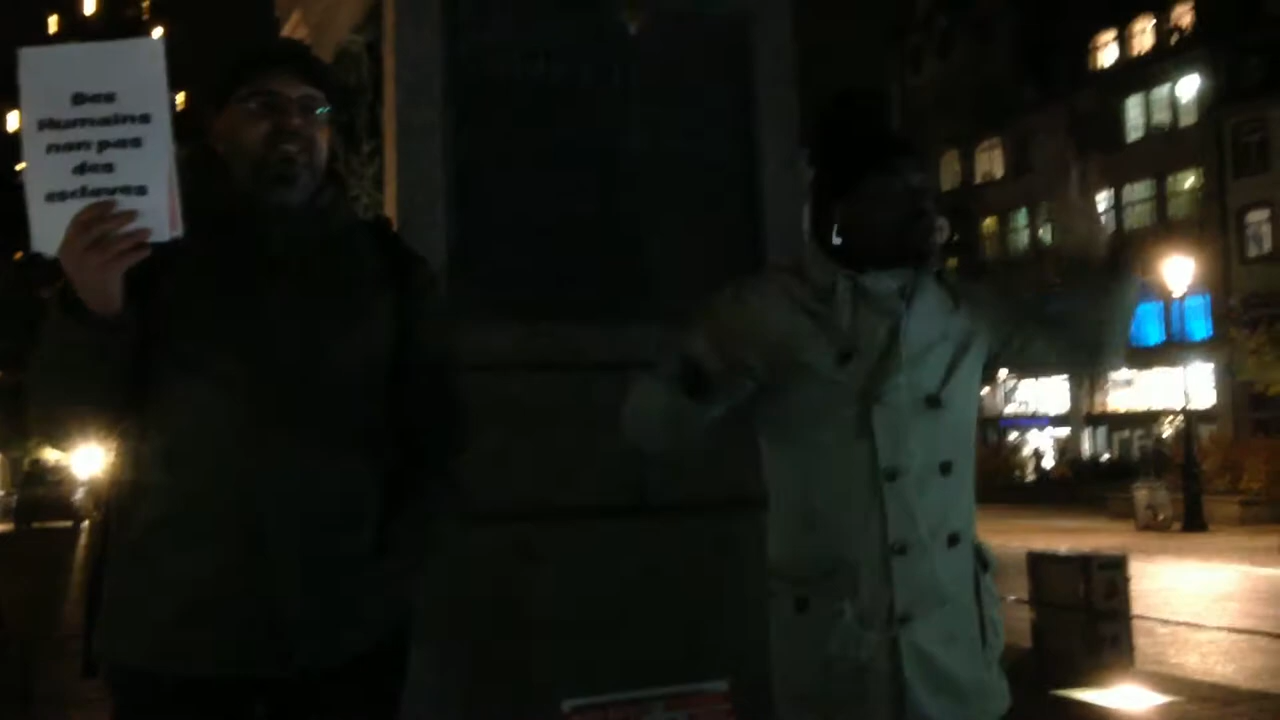 Des
Humains
non pas
des
esclaves